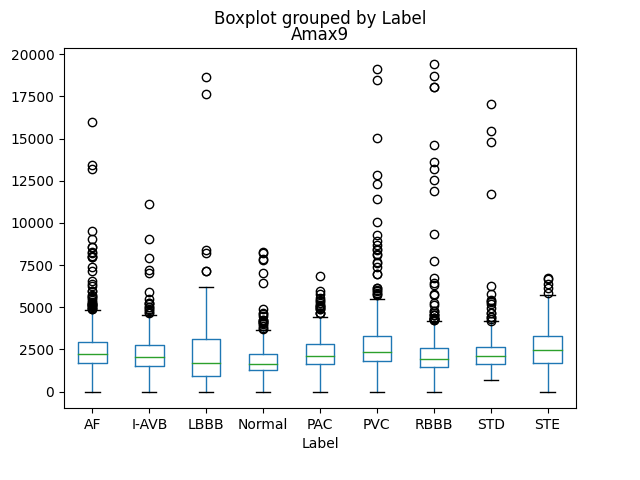 Boxplot grouped by Label
Amax9
20000
17500
15000
12500
10000
7500
5000
2500
0
AF I-AVB LBBB Normal PAC PVC RBBB STD STE
Label